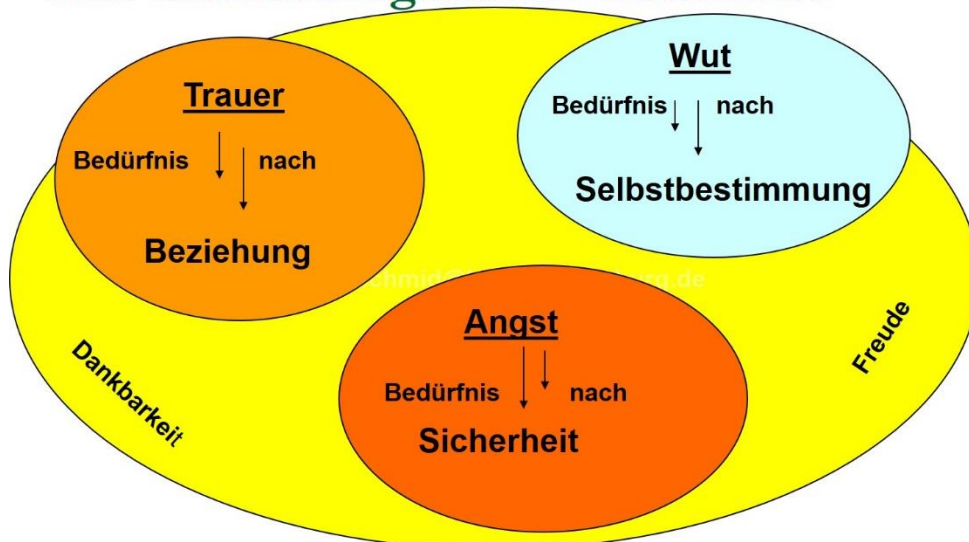 Trauer
Bedürfnis nach
Beziehung
Wut
Bedürfnis nach
Selbstbestimmung
Angst
Bedürfnis nach
Sicherheit
Dankbarkeit
Freude